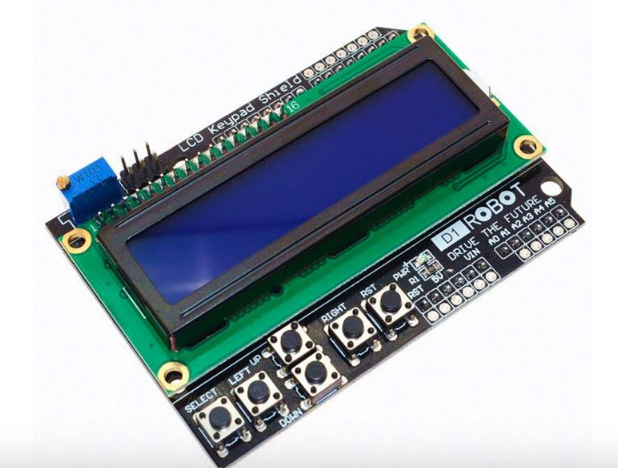 LCD Keypad Shield
16
D1 ROBOT
DRIVE THE FUTURE
A0 A1 A2 A3 A4 A5
VIN
5V
PWR
R1
RST
RST
RIGHT
UP
LEFT
SELECT
DOWN